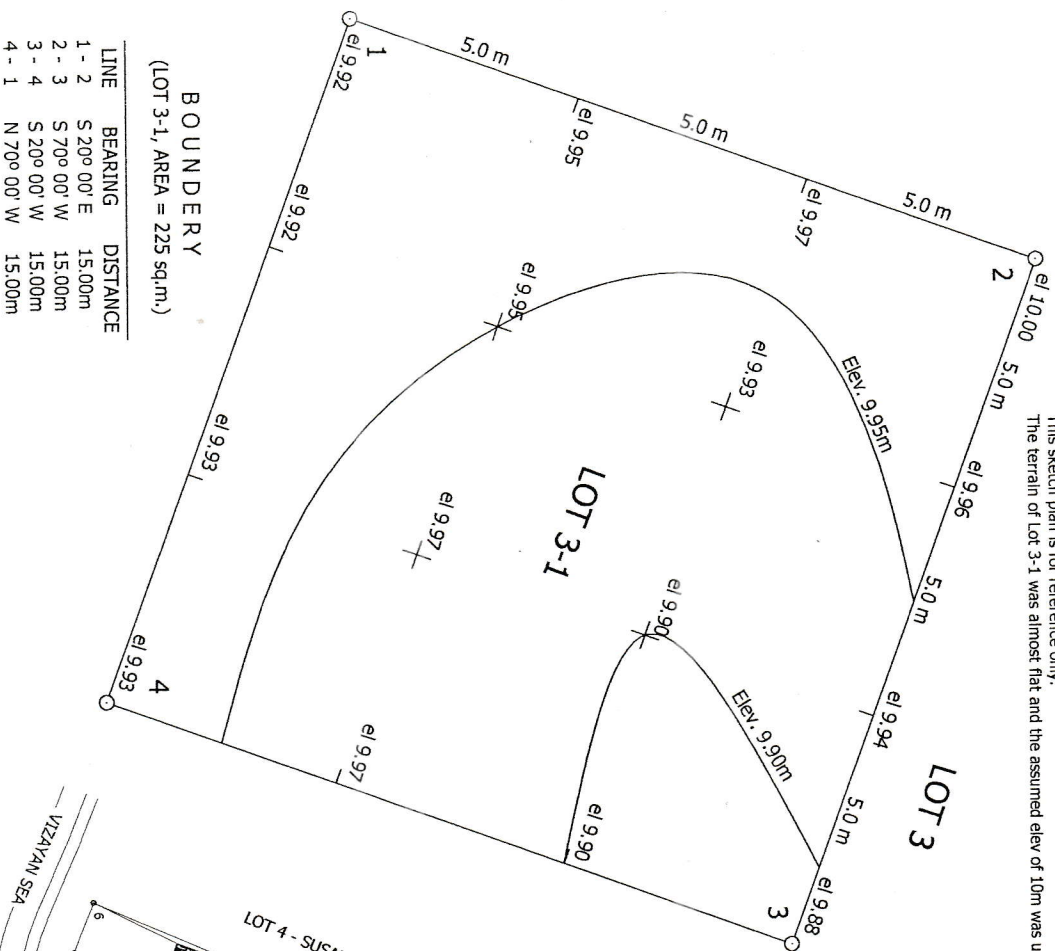 This sketch plan is for reference only.
The terrain of Lot 3-1 was almost flat and the assumed elev of 10m was
LOT 3
el 10.00
2
5.0 m
el 9.96
5.0 m
el 9.94
5.0 m
el 9.88
3
5.0 m
el 9.97
5.0 m
el 9.95
5.0 m
1
el 9.92
Elev. 9.95m
el 9.93
el 9.95
LOT 3-1
el 9.97
el 9.90
Elev. 9.90m
el 9.90
el 9.97
el 9.92
el 9.93
el 9.93
4
BOUNDERY
(LOT 3-1, AREA = 225 sq.m.)
LINE BEARING DISTANCE
1 - 2 S 20° 00' E 15.00m
2 - 3 S 70° 00' W 15.00m
3 - 4 S 20° 00' W 15.00m
4 - 1 N 70° 00' W 15.00m
LOT 4 -
6
VIZAYAN SEA